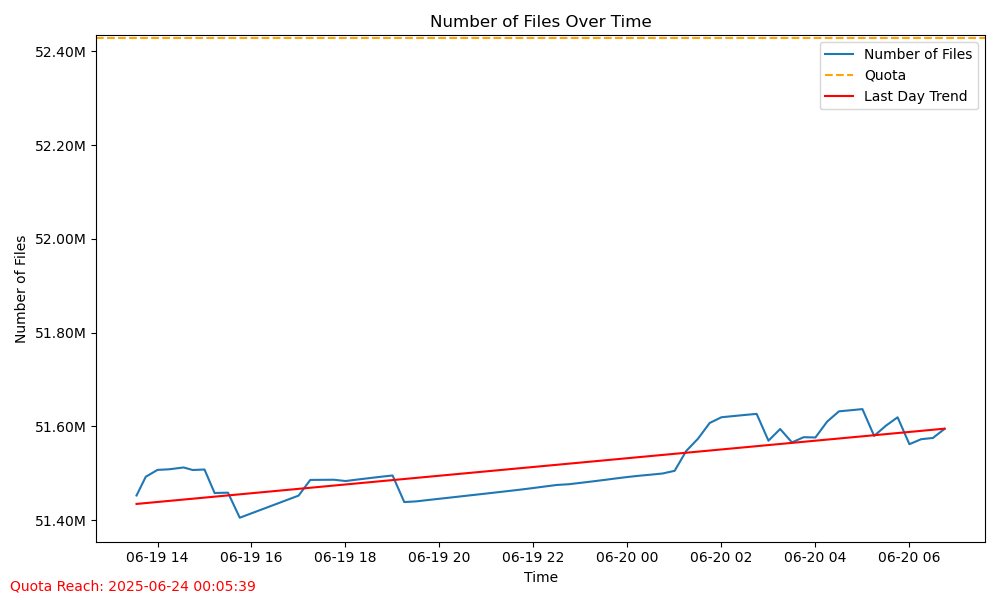 Number of Files Over Time
52.40M
52.20M
52.00M
51.80M
51.60M
51.40M
Number of Files
Number of Files
Quota
Last Day Trend
06-19 14
06-19 16
06-19 18
06-19 20
06-19 22
06-20 00
06-20 02
06-20 04
06-20 06
Time
Quota Reach: 2025-06-24 00:05:39